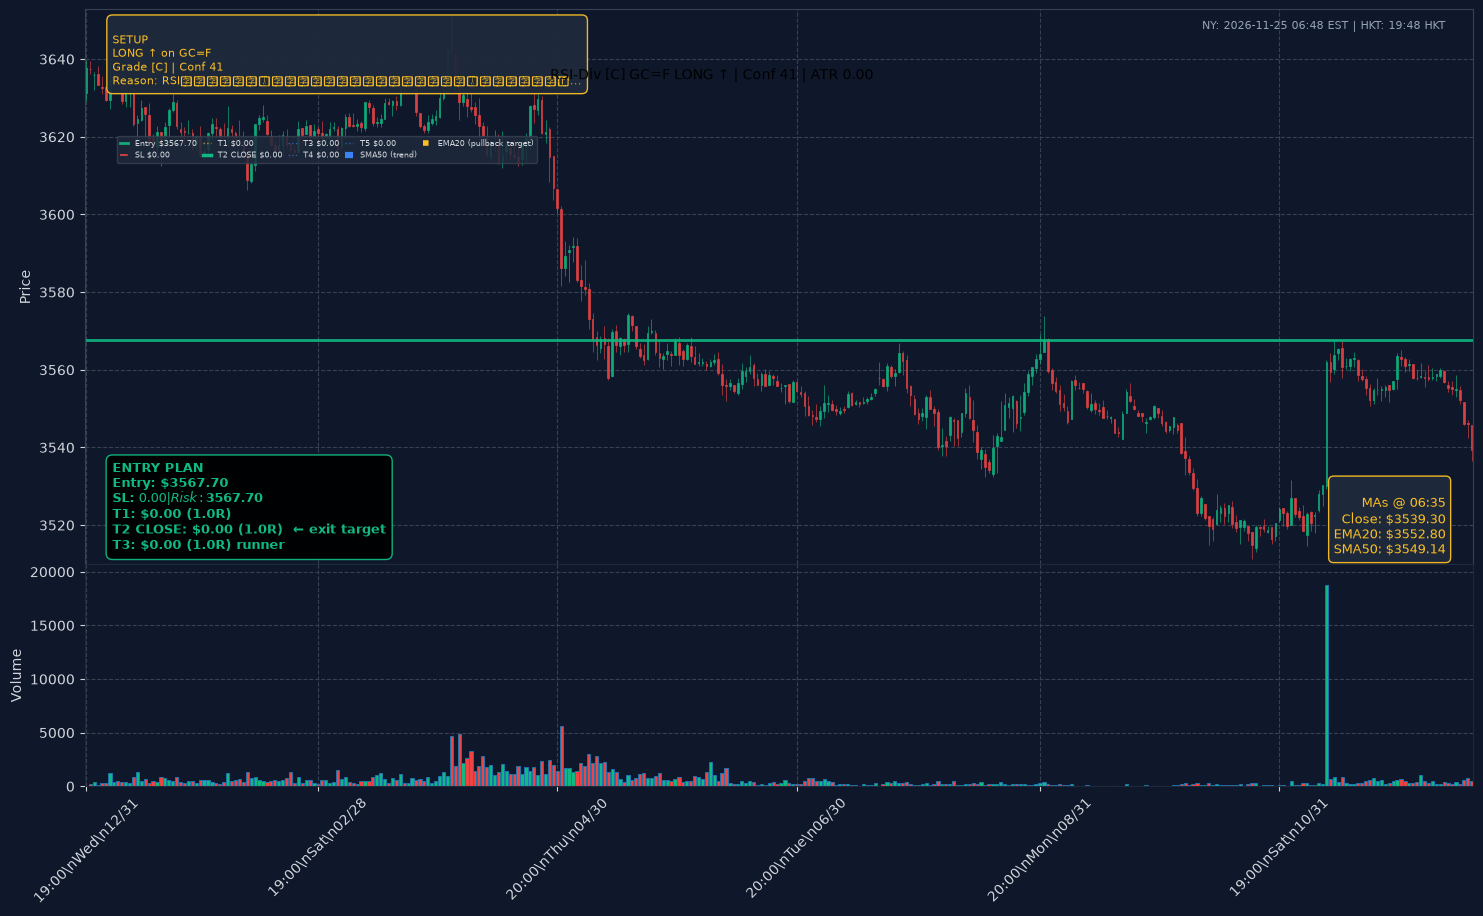 NY: 2026-11-25 06:48 EST | HKT: 19:48 HKT
RSI-Div [C] GC=F LONG ↑ | Conf 41 | ATR 0.00
SETUP
LONG ↑ on GC=F
Grade [C] | Conf 41
Reason: RSI
Entry $3567.70
SL $0.00
T1 $0.00
T2 CLOSE $0.00
T3 $0.00
T4 $0.00
T5 $0.00
SMA50 (trend)
EMA20 (pullback target)
Price
3640
3620
3600
3580
3560
3540
3520
ENTRY PLAN
Entry: $3567.70
SL: 0.00|Risk:3567.70
T1: $0.00 (1.0R)
T2 CLOSE: $0.00 (1.0R) ← exit target
T3: $0.00 (1.0R) runner
MAs @ 06:35
Close: $3539.30
EMA20: $3552.80
SMA50: $3549.14
Volume
20000
15000
10000
5000
0
19:00\nWed\n12/31
19:00\nSat\n02/28
20:00\nThu\n04/30
20:00\nTue\n06/30
20:00\nMon\n08/31
19:00\nSat\n10/31